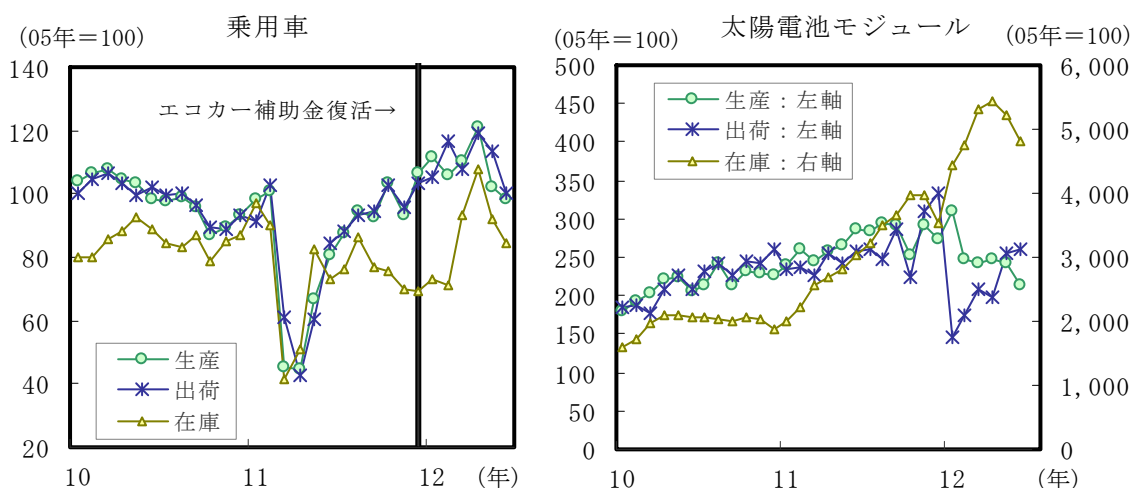 乗用車
(05年＝100)
140
120
100
80
60
40
20
エコカー補助金復活→
生産
出荷
在庫
10 11 12 (年)
太陽電池モジュール
(05年＝100) (05年＝100)
500
450
400
350
300
250
200
150
100
50
0
生産：左軸
出荷：左軸
在庫：右軸
6,000
5,000
4,000
3,000
2,000
1,000
0
10 11 12 (年)